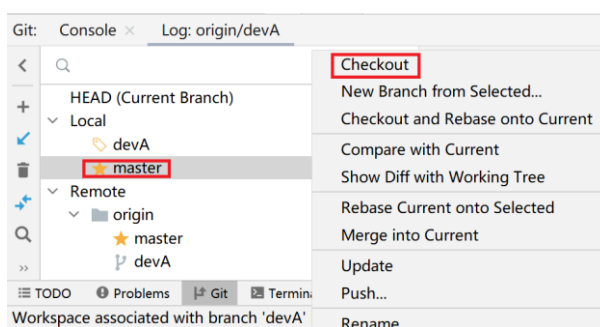 Git: Console × Log: origin/devA
HEAD (Current Branch)
Local
devA
master
Remote
origin
master
devA
Checkout
New Branch from Selected...
Checkout and Rebase onto Current
Compare with Current
Show Diff with Working Tree
Rebase Current onto Selected
Merge into Current
Update
Push...
Rename
TODO Problems Git Termin
Workspace associated with branch 'devA'